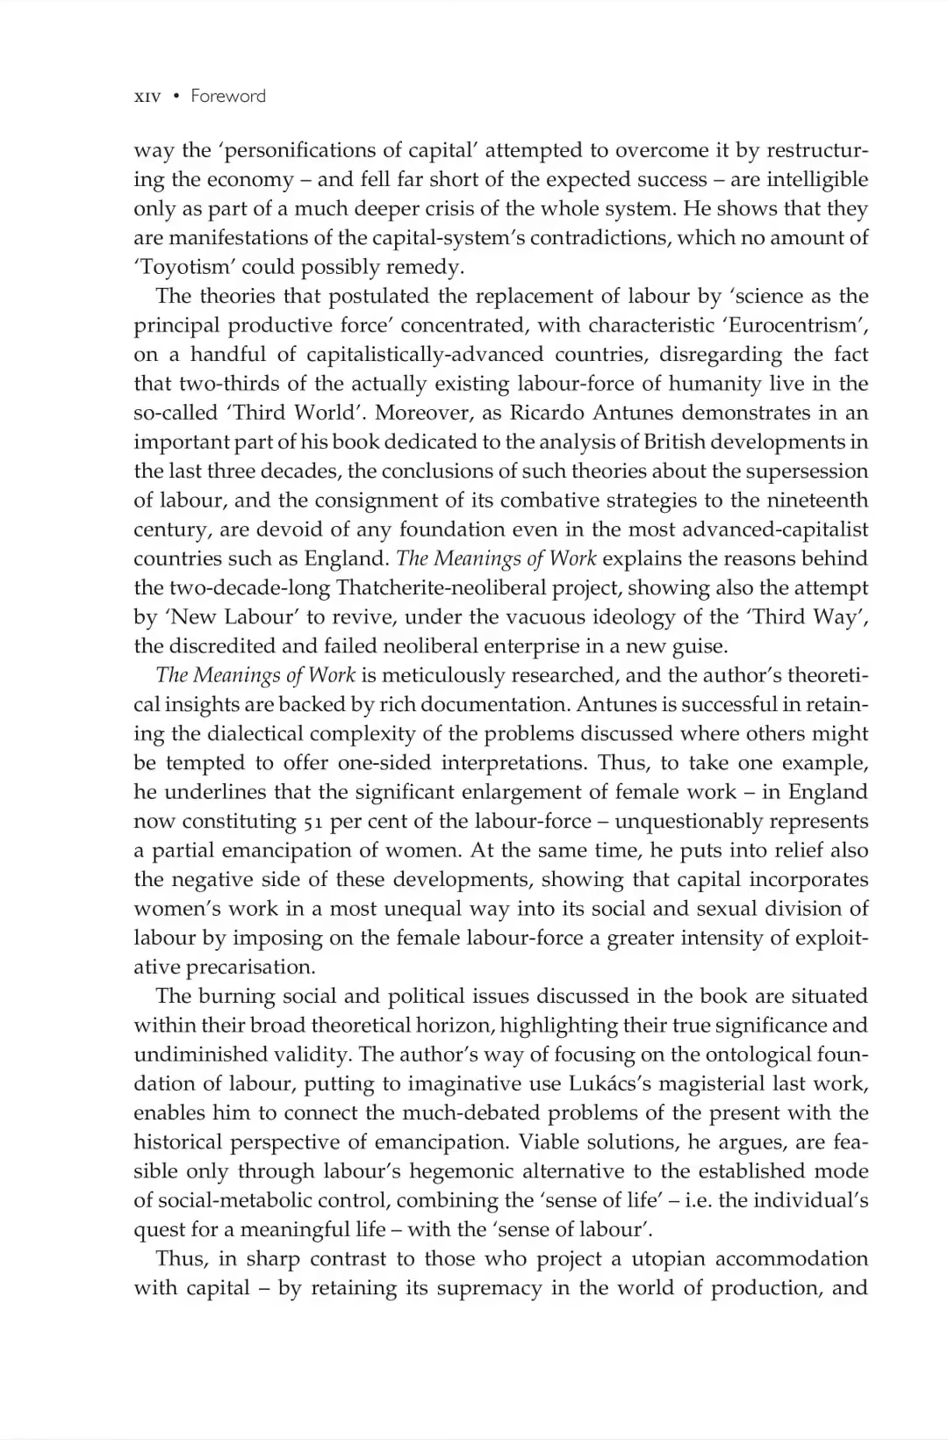 XIV • Foreword
way the ‘personifications of capital’ attempted to overcome it by restructur-
ing the economy – and fell far short of the expected success – are intelligible
only as part of a much deeper crisis of the whole system. He shows that they
are manifestations of the capital-system’s contradictions, which no amount of
‘Toyotism’ could possibly remedy.
The theories that postulated the replacement of labour by ‘science as the
principal productive force’ concentrated, with characteristic ‘Eurocentrism’,
on a handful of capitalistically-advanced countries, disregarding the fact
that two-thirds of the actually existing labour-force of humanity live in the
so-called ‘Third World’. Moreover, as Ricardo Antunes demonstrates in an
important part of his book dedicated to the analysis of British developments in
the last three decades, the conclusions of such theories about the supersession
of labour, and the consignment of its combative strategies to the nineteenth
century, are devoid of any foundation even in the most advanced-capitalist
countries such as England. The Meanings of Work explains the reasons behind
the two-decade-long Thatcherite-neoliberal project, showing also the attempt
by ‘New Labour’ to revive, under the vacuous ideology of the ‘Third Way’,
the discredited and failed neoliberal enterprise in a new guise.
The Meanings of Work is meticulously researched, and the author’s theoreti-
cal insights are backed by rich documentation. Antunes is successful in retain-
ing the dialectical complexity of the problems discussed where others might
be tempted to offer one-sided interpretations. Thus, to take one example,
he underlines that the significant enlargement of female work – in England
now constituting 51 per cent of the labour-force – unquestionably represents
a partial emancipation of women. At the same time, he puts into relief also
the negative side of these developments, showing that capital incorporates
women’s work in a most unequal way into its social and sexual division of
labour by imposing on the female labour-force a greater intensity of exploit-
ative precarisation.
The burning social and political issues discussed in the book are situated
within their broad theoretical horizon, highlighting their true significance and
undiminished validity. The author’s way of focusing on the ontological foun-
dation of labour, putting to imaginative use Lukács’s magisterial last work,
enables him to connect the much-debated problems of the present with the
historical perspective of emancipation. Viable solutions, he argues, are fea-
sible only through labour’s hegemonic alternative to the established mode
of social-metabolic control, combining the ‘sense of life’ – i.e. the individual’s
quest for a meaningful life – with the ‘sense of labour’.
Thus, in sharp contrast to those who project a utopian accommodation
with capital – by retaining its supremacy in the world of production, and